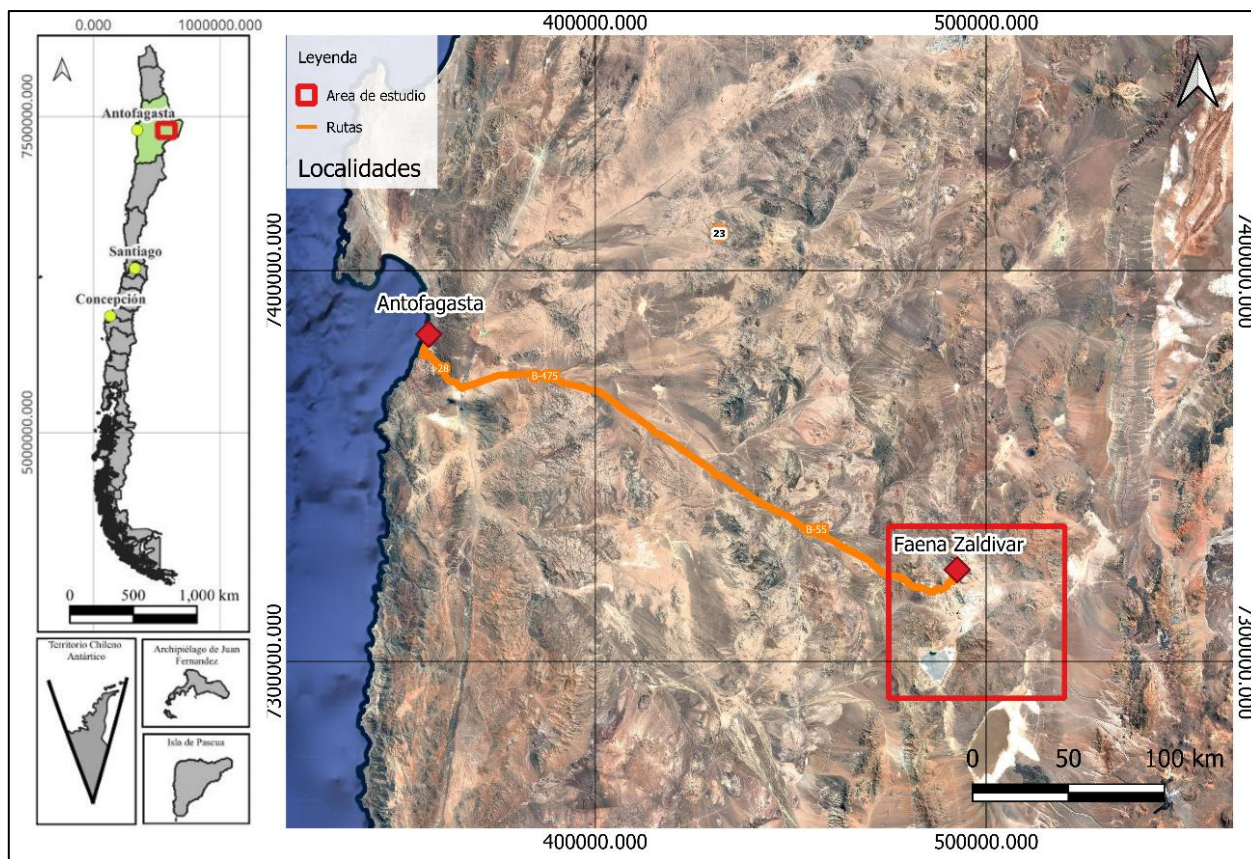 0.000
1000000.000
7500000.000
5000000.000
Antofagasta
Santiago
Concepción
0
500
1,000 km
Territorio Chileno
Antártico
Archipiélago de Juan
Fernandez
Isla de Pascua
400000.000
500000.000
Leyenda
Area de estudio
Rutas
Localidades
7400000.000
7400000.000
7300000.000
7300000.000
23
Antofagasta
B-475
B-55
Faena Zaldivar
0
50
100 km
400000.000
500000.000